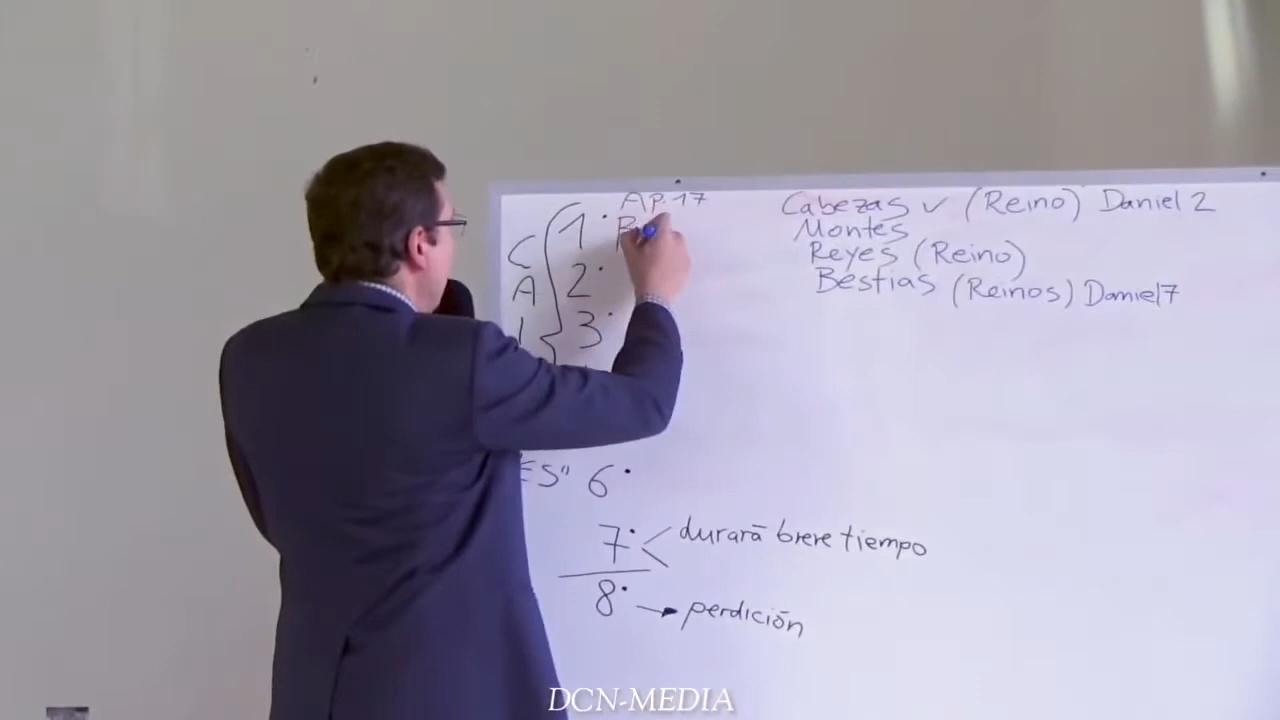 Ap. 17
Cabezas ✓ (Reino) Daniel 2
Montes
Reyes (Reino)
Bestias (Reinos) Daniel 7
C
A
1.
2.
3.
ES" 6.
7. durará breve tiempo
8. → perdición
DCN-MEDIA